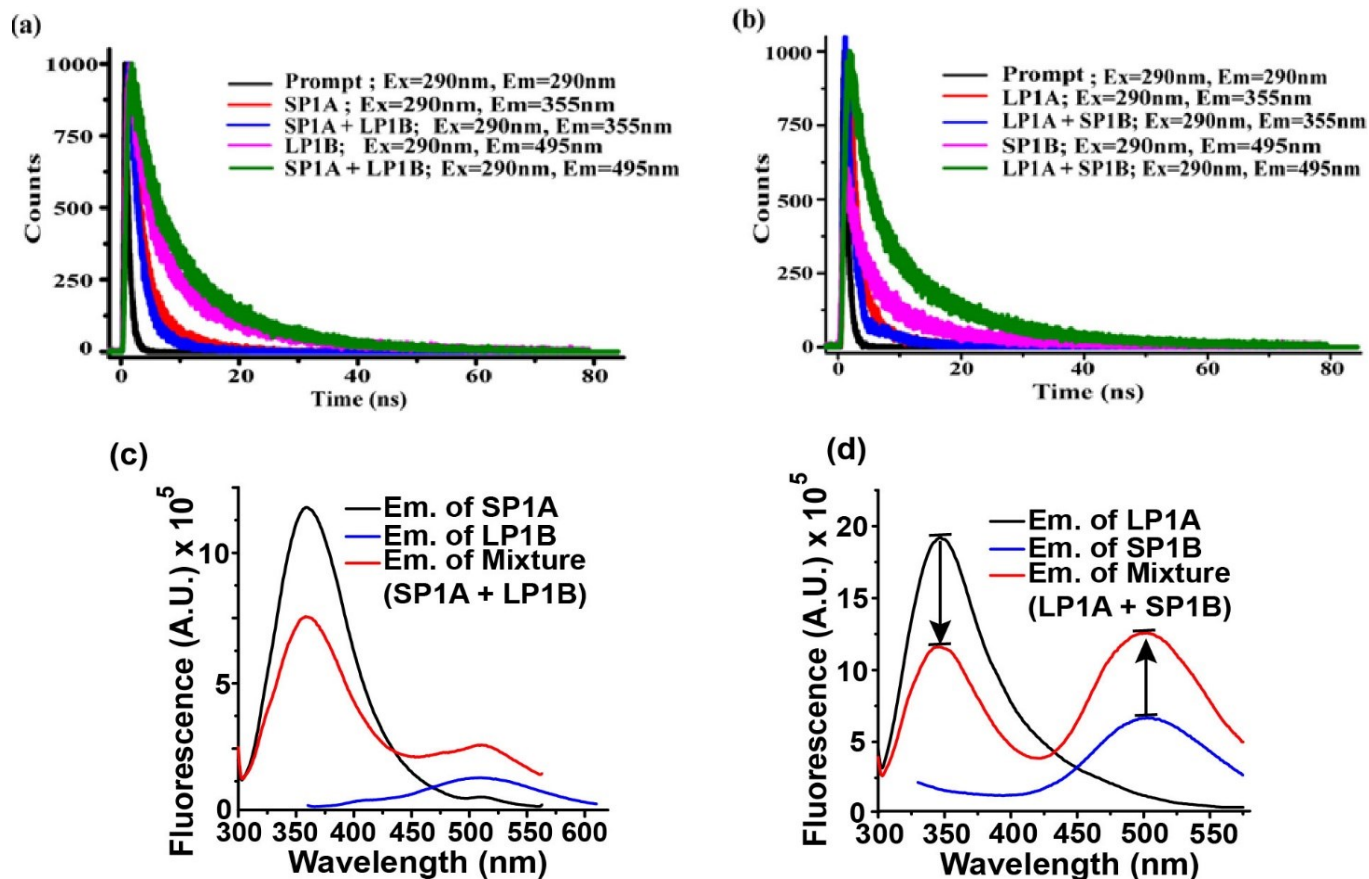 (a)
1000
750
500
250
0
Counts
Prompt ; Ex=290nm, Em=290nm
SP1A ; Ex=290nm, Em=355nm
SP1A + LP1B; Ex=290nm, Em=355nm
LP1B; Ex=290nm, Em=495nm
SP1A + LP1B; Ex=290nm, Em=495nm
0 20 40 60 80
Time (ns)
(b)
1000
750
500
250
0
Counts
Prompt ; Ex=290nm, Em=290nm
LP1A; Ex=290nm, Em=355nm
LP1A + SP1B; Ex=290nm, Em=355nm
SP1B; Ex=290nm, Em=495nm
LP1A + SP1B; Ex=290nm, Em=495nm
0 20 40 60 80
Time (ns)
(c)
Fluorescence (A.U.) x 10^5
10
5
0
Em. of SP1A
Em. of LP1B
Em. of Mixture
(SP1A + LP1B)
300 350 400 450 500 550 600
Wavelength (nm)
(d)
Fluorescence (A.U.) x 10^5
20
15
10
5
0
Em. of LP1A
Em. of SP1B
Em. of Mixture
(LP1A + SP1B)
300 350 400 450 500 550
Wavelength (nm)